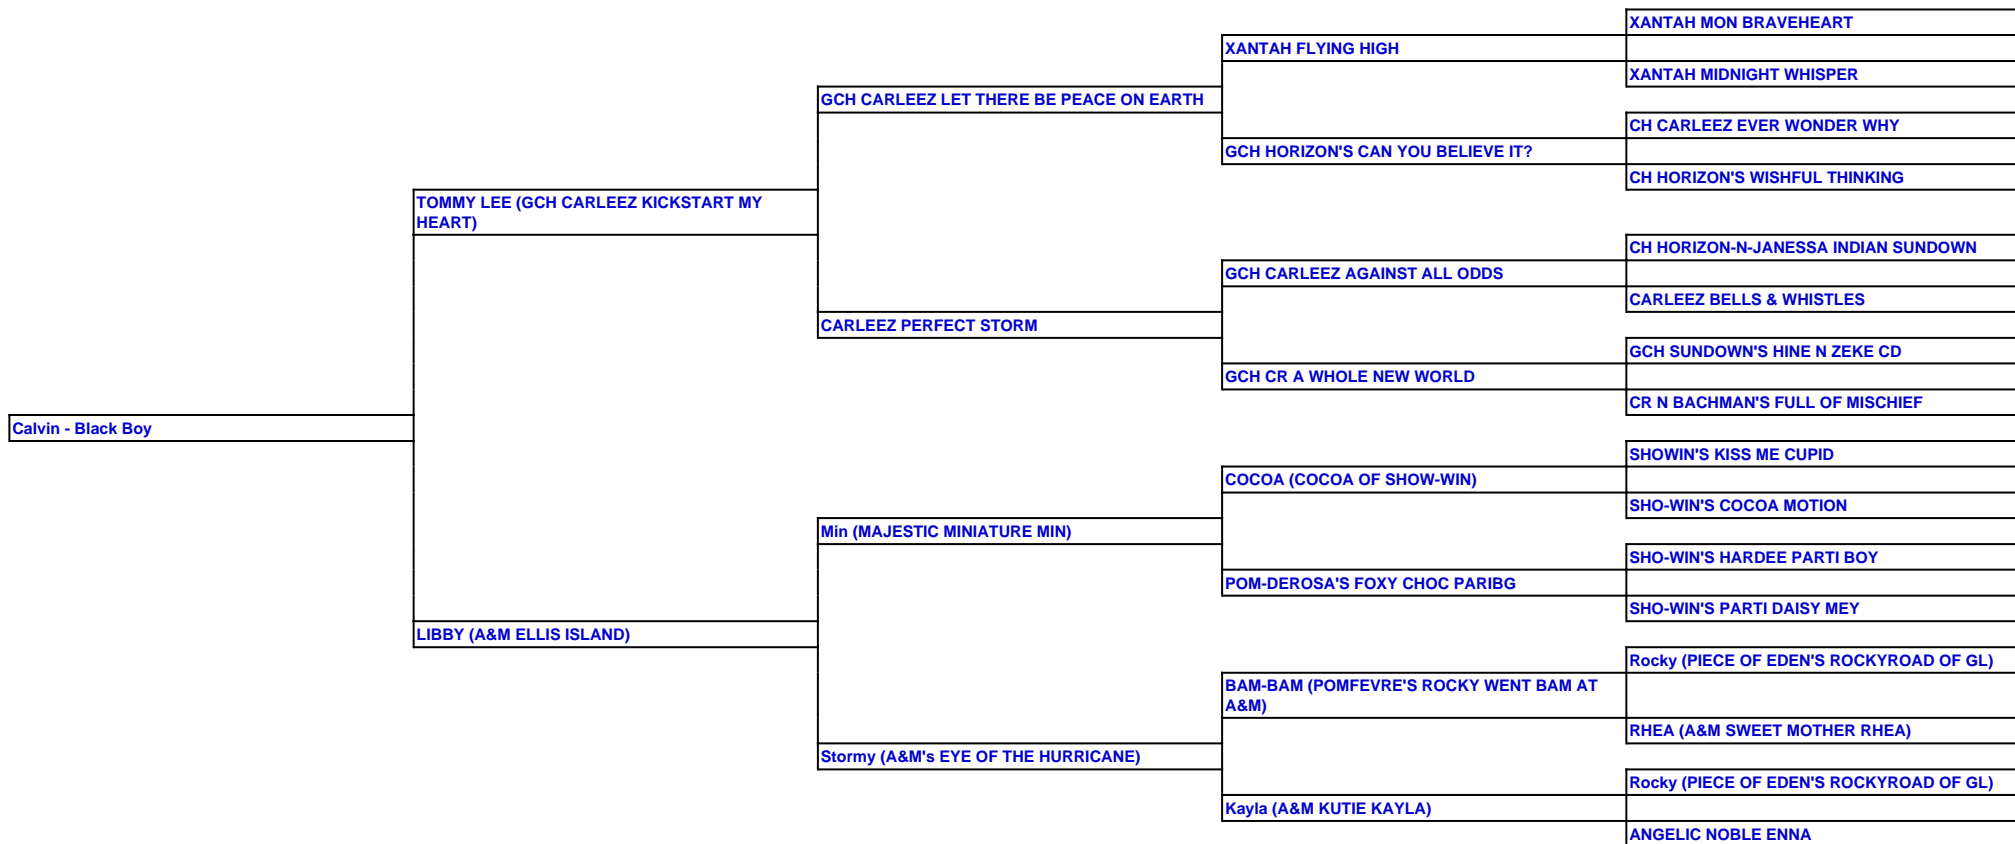 XANTAH MON BRAVEHEART
XANTAH FLYING HIGH
XANTAH MIDNIGHT WHISPER
GCH CARLEEZ LET THERE BE PEACE ON EARTH
CH CARLEEZ EVER WONDER WHY
GCH HORIZON'S CAN YOU BELIEVE IT?
CH HORIZON'S WISHFUL THINKING
TOMMY LEE (GCH CARLEEZ KICKSTART MY
HEART)
CH HORIZON-N-JANESSA INDIAN SUNDOWN
GCH CARLEEZ AGAINST ALL ODDS
CARLEEZ BELLS & WHISTLES
CARLEEZ PERFECT STORM
GCH SUNDOWN'S HINE N ZEKE CD
GCH CR A WHOLE NEW WORLD
CR N BACHMAN'S FULL OF MISCHIEF
Calvin - Black Boy
SHOWIN'S KISS ME CUPID
COCOA (COCOA OF SHOW-WIN)
SHO-WIN'S COCOA MOTION
Min (MAJESTIC MINIATURE MIN)
SHO-WIN'S HARDEE PARTI BOY
POM-DEROSA'S FOXY CHOC PARIBG
SHO-WIN'S PARTI DAISY MEY
LIBBY (A&M ELLIS ISLAND)
Rocky (PIECE OF EDEN'S ROCKYROAD OF GL)
BAM-BAM (POMFEVRE'S ROCKY WENT BAM AT
A&M)
RHEA (A&M SWEET MOTHER RHEA)
Stormy (A&M's EYE OF THE HURRICANE)
Rocky (PIECE OF EDEN'S ROCKYROAD OF GL)
Kayla (A&M KUTIE KAYLA)
ANGELIC NOBLE ENNA